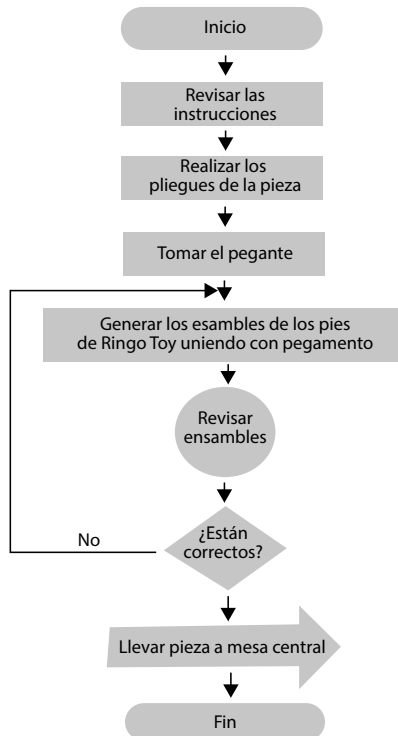 Inicio
Revisar las
instrucciones
Realizar los
pliegues de la pieza
Tomar el pegante
Generar los esambles de los pies
de Ringo Toy uniendo con pegamento
Revisar
ensambles
¿Están
correctos?
No
Llevar pieza a mesa central
Fin